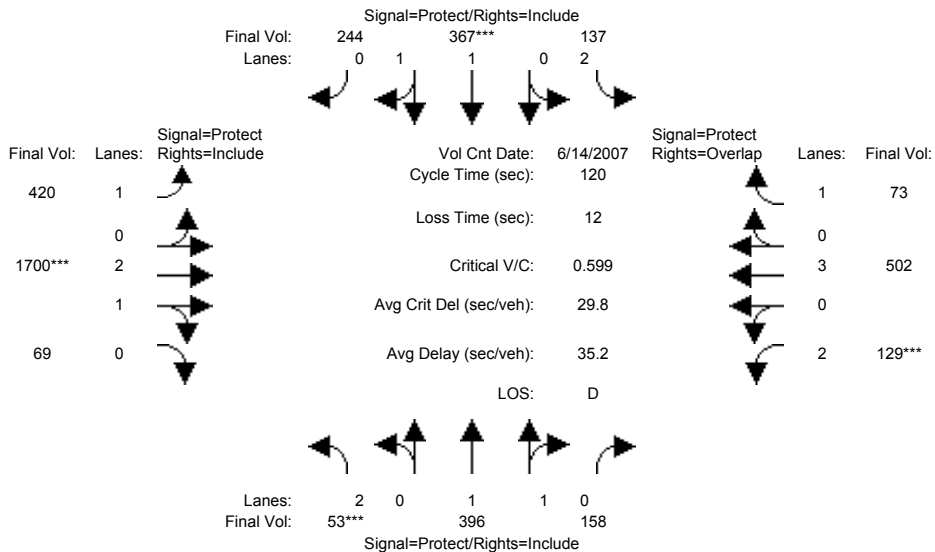 Signal=Protect/Rights=Include
Final Vol: 244 367*** 137
Lanes: 0 1 1 0 2
Signal=Protect Signal=Protect
Final Vol: Lanes: Rights=Include Vol Cnt Date: 6/14/2007 Rights=Overlap Lanes: Final Vol:
Cycle Time (sec): 120
420 1 1 73
Loss Time (sec): 12
0 0
1700*** 2 Critical V/C: 0.599 3 502
1 Avg Crit Del (sec/veh): 29.8 0
69 0 Avg Delay (sec/veh): 35.2 2 129***
LOS: D
Lanes: 2 0 1 1 0
Final Vol: 53*** 396 158
Signal=Protect/Rights=Include